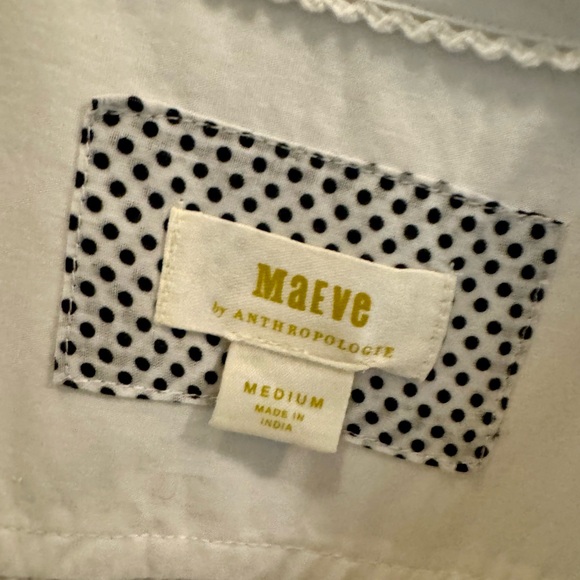 MaEVe
by ANTHROPOLOGIE
MEDIUM
MADE IN
INDIA